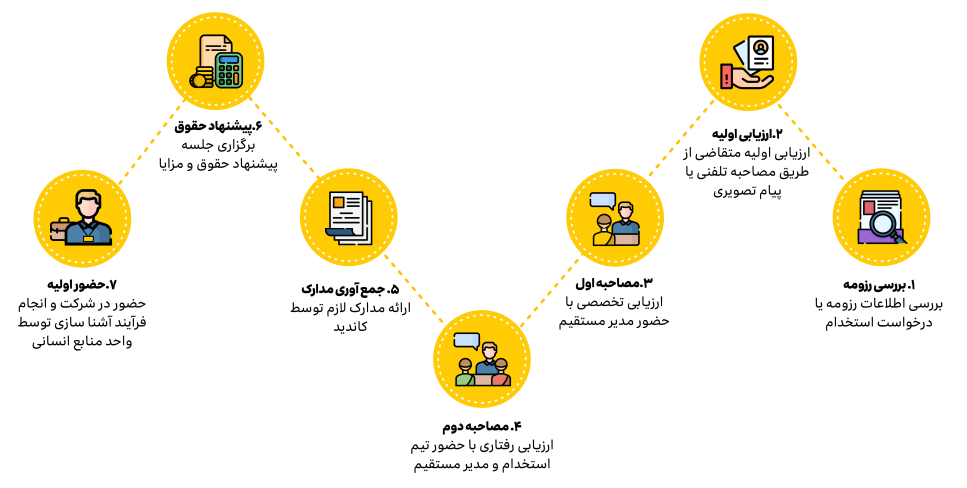 ۱. بررسی رزومه
بررسی اطلاعات رزومه یا
درخواست استخدام
۲.ارزیابی اولیه
ارزیابی اولیه متقاضی از
طریق مصاحبه تلفنی یا
پیام تصویری
۳.مصاحبه اول
ارزیابی تخصصی با
حضور مدیر مستقیم
۴. مصاحبه دوم
ارزیابی رفتاری با حضور تیم
استخدام و مدیر مستقیم
۵. جمع آوری مدارک
ارائه مدارک لازم توسط
کاندید
۶.پیشنهاد حقوق
برگزاری جلسه
پیشنهاد حقوق و مزایا
۷.حضور اولیه
حضور در شرکت و انجام
فرآیند آشنا سازی توسط
واحد منابع انسانی